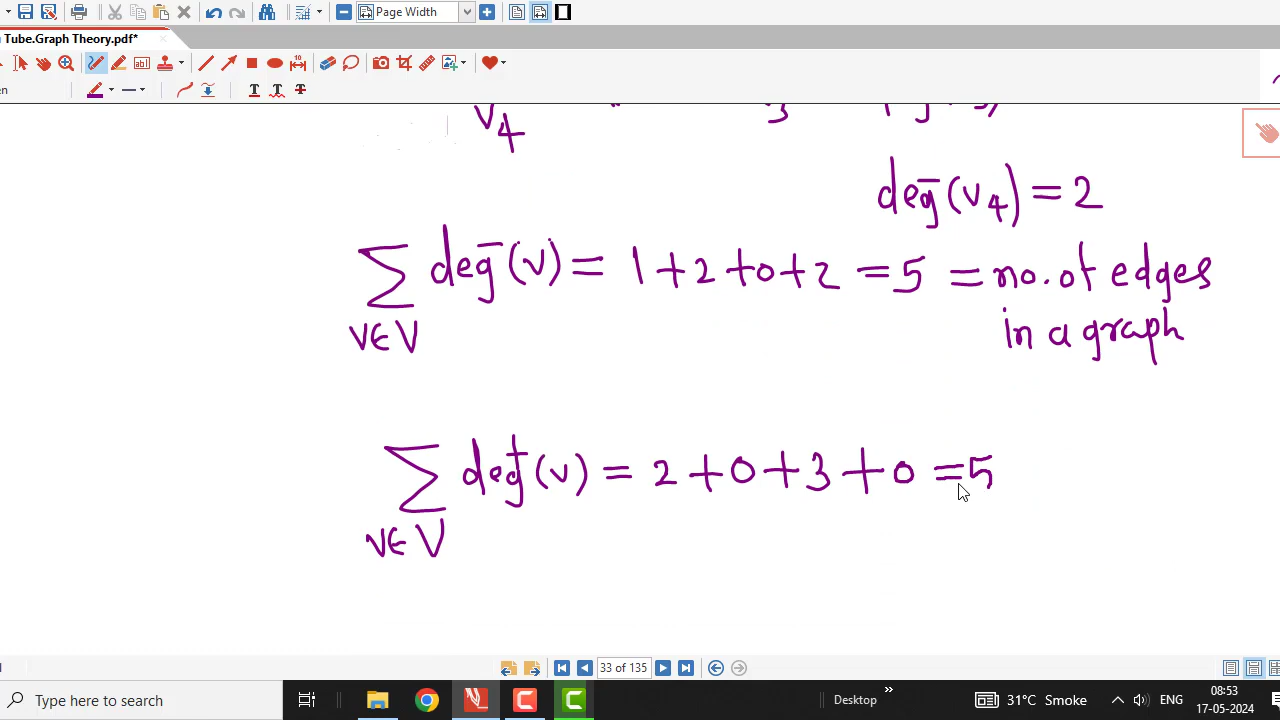 Page Width
Tube.Graph Theory.pdf*
10
en
v₄
deg⁻(v₄) = 2
∑ deg⁻(v) = 1+2+0+2 = 5 = no. of edges
v∈V
in a graph
∑ deg⁺(v) = 2+0+3+0 = 5
v∈V
33 of 135
Type here to search
Desktop
31°C Smoke
ENG
08:53
17-05-2024